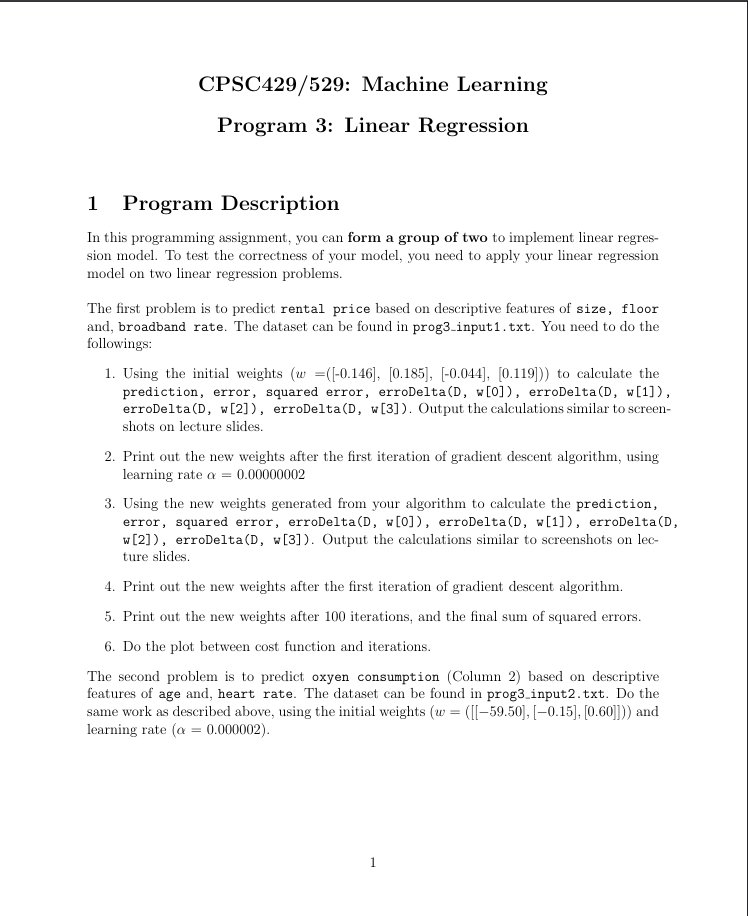 CPSC429/529: Machine Learning
Program 3: Linear Regression
1 Program Description
In this programming assignment, you can form a group of two to implement linear regres-
sion model. To test the correctness of your model, you need to apply your linear regression
model on two linear regression problems.
The first problem is to predict rental price based on descriptive features of size, floor
and, broadband rate. The dataset can be found in prog3_input1.txt. You need to do the
followings:
1. Using the initial weights (w =([-0.146], [0.185], [-0.044], [0.119])) to calculate the
prediction, error, squared error, erroDelta(D, w[0]), erroDelta(D, w[1]),
erroDelta(D, w[2]), erroDelta(D, w[3]). Output the calculations similar to screen-
shots on lecture slides.
2. Print out the new weights after the first iteration of gradient descent algorithm, using
learning rate α = 0.00000002
3. Using the new weights generated from your algorithm to calculate the prediction,
error, squared error, erroDelta(D, w[0]), erroDelta(D, w[1]), erroDelta(D,
w[2]), erroDelta(D, w[3]). Output the calculations similar to screenshots on lec-
ture slides.
4. Print out the new weights after the first iteration of gradient descent algorithm.
5. Print out the new weights after 100 iterations, and the final sum of squared errors.
6. Do the plot between cost function and iterations.
The second problem is to predict oxyen consumption (Column 2) based on descriptive
features of age and, heart rate. The dataset can be found in prog3_input2.txt. Do the
same work as described above, using the initial weights (w = ([[−59.50], [−0.15], [0.60]])) and
learning rate (α = 0.000002).
1